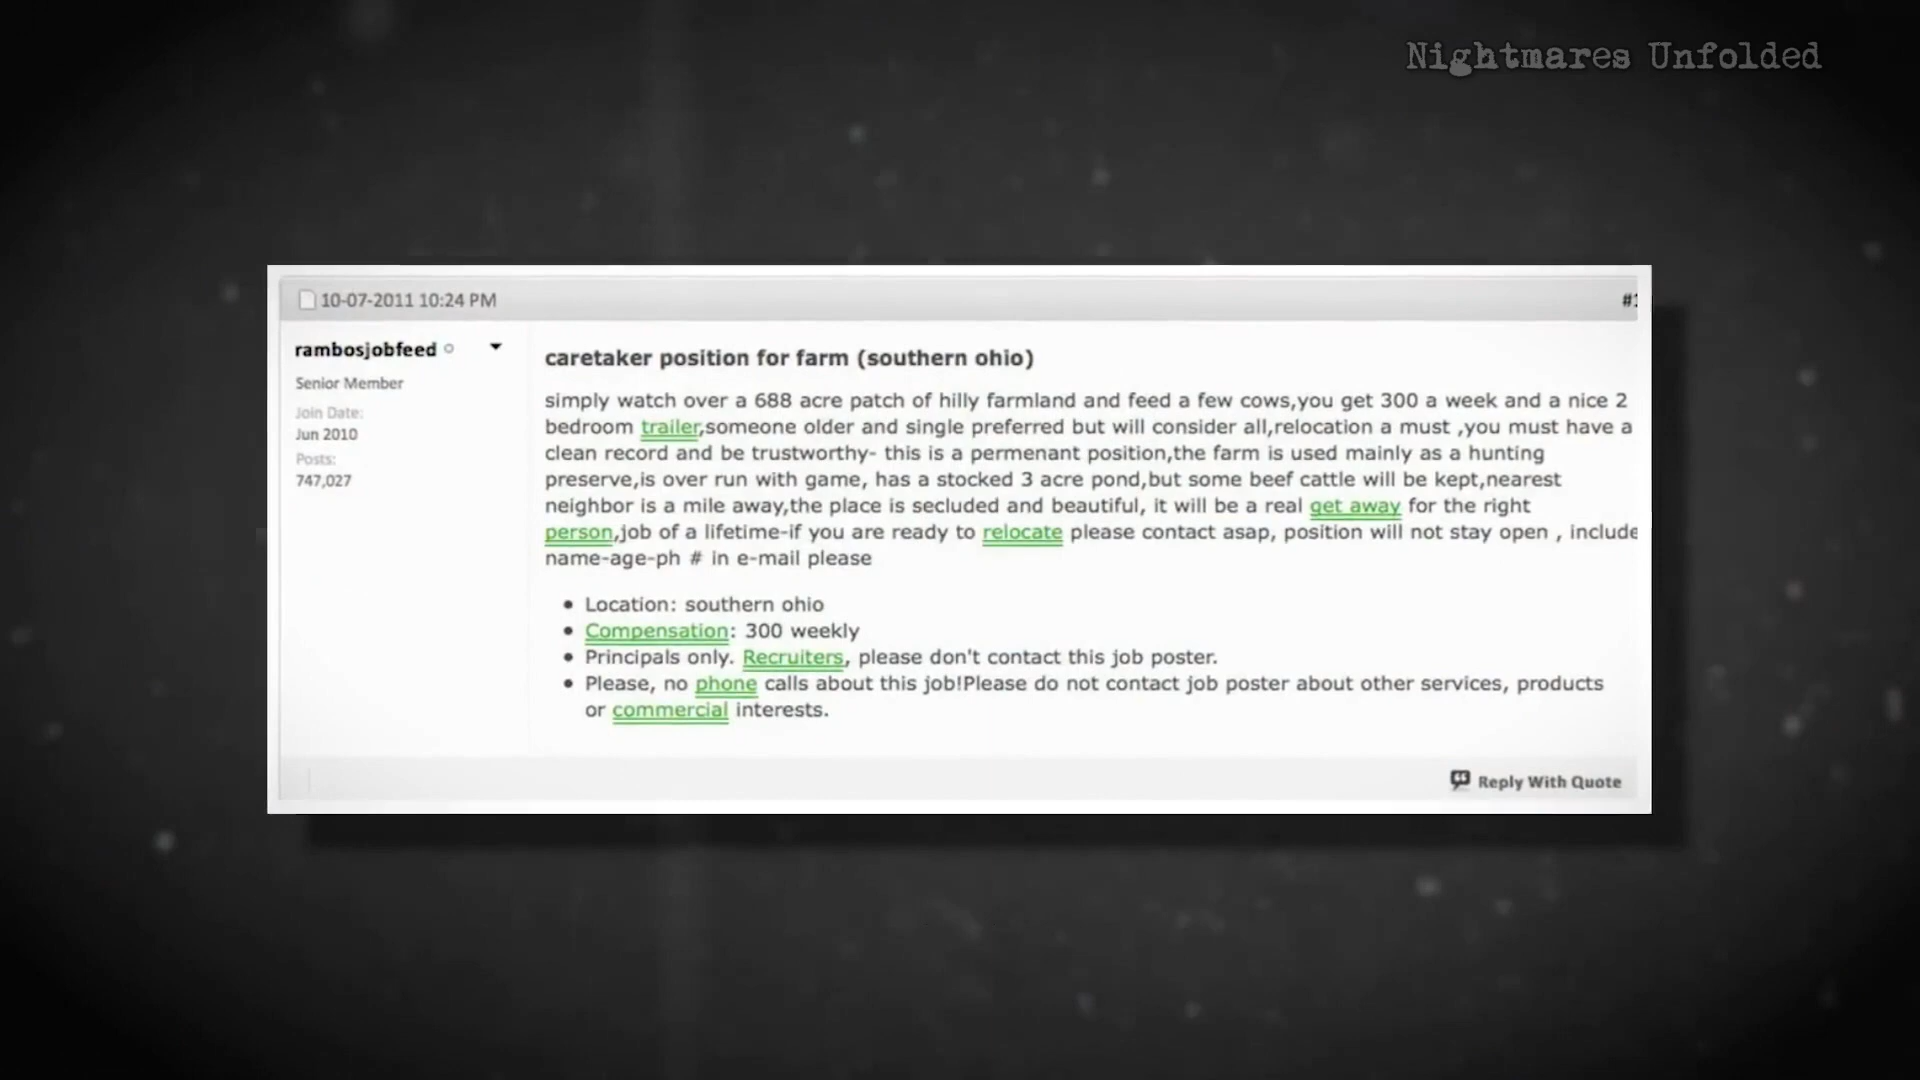 Nightmares Unfolded
10-07-2011 10:24 PM
rambosjobfeed
Senior Member
Join Date:
Jun 2010
Posts:
747,027
caretaker position for farm (southern ohio)
simply watch over a 688 acre patch of hilly farmland and feed a few cows,you get 300 a week and a nice 2
bedroom trailer,someone older and single preferred but will consider all,relocation a must ,you must have a
clean record and be trustworthy- this is a permenant position,the farm is used mainly as a hunting
preserve,is over run with game, has a stocked 3 acre pond,but some beef cattle will be kept,nearest
neighbor is a mile away,the place is secluded and beautiful, it will be a real get away for the right
person,job of a lifetime-if you are ready to relocate please contact asap, position will not stay open , include
name-age-ph # in e-mail please
• Location: southern ohio
• Compensation: 300 weekly
• Principals only. Recruiters, please don't contact this job poster.
• Please, no phone calls about this job!Please do not contact job poster about other services, products
or commercial interests.
Reply With Quote